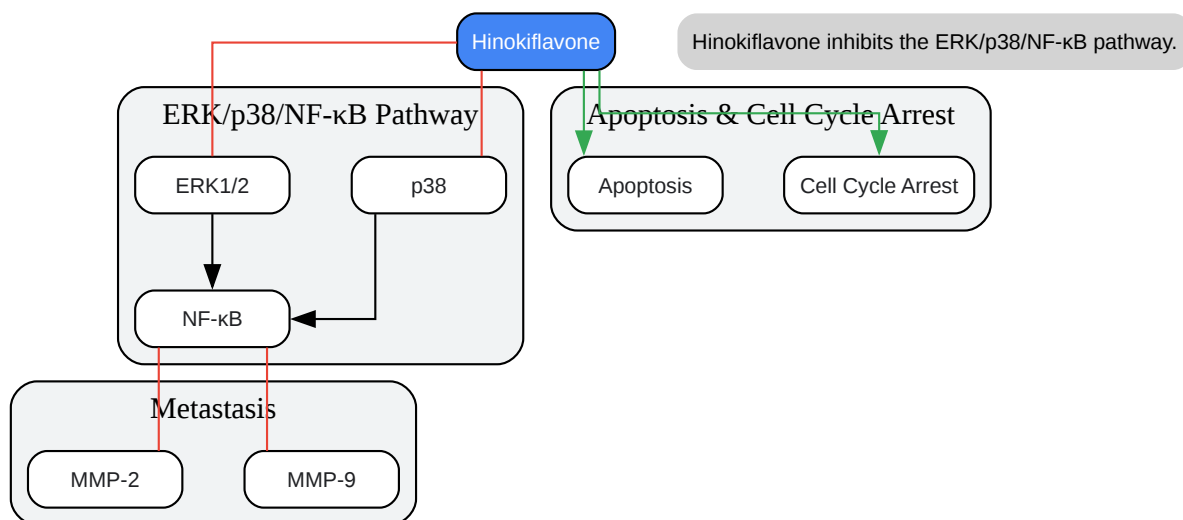 Hinokiflavone
Hinokiflavone inhibits the ERK/p38/NF-κB pathway.
ERK/p38/NF-κB Pathway
Apoptosis & Cell Cycle Arrest
ERK1/2
p38
Apoptosis
Cell Cycle Arrest
NF-κB
Metastasis
MMP-2
MMP-9